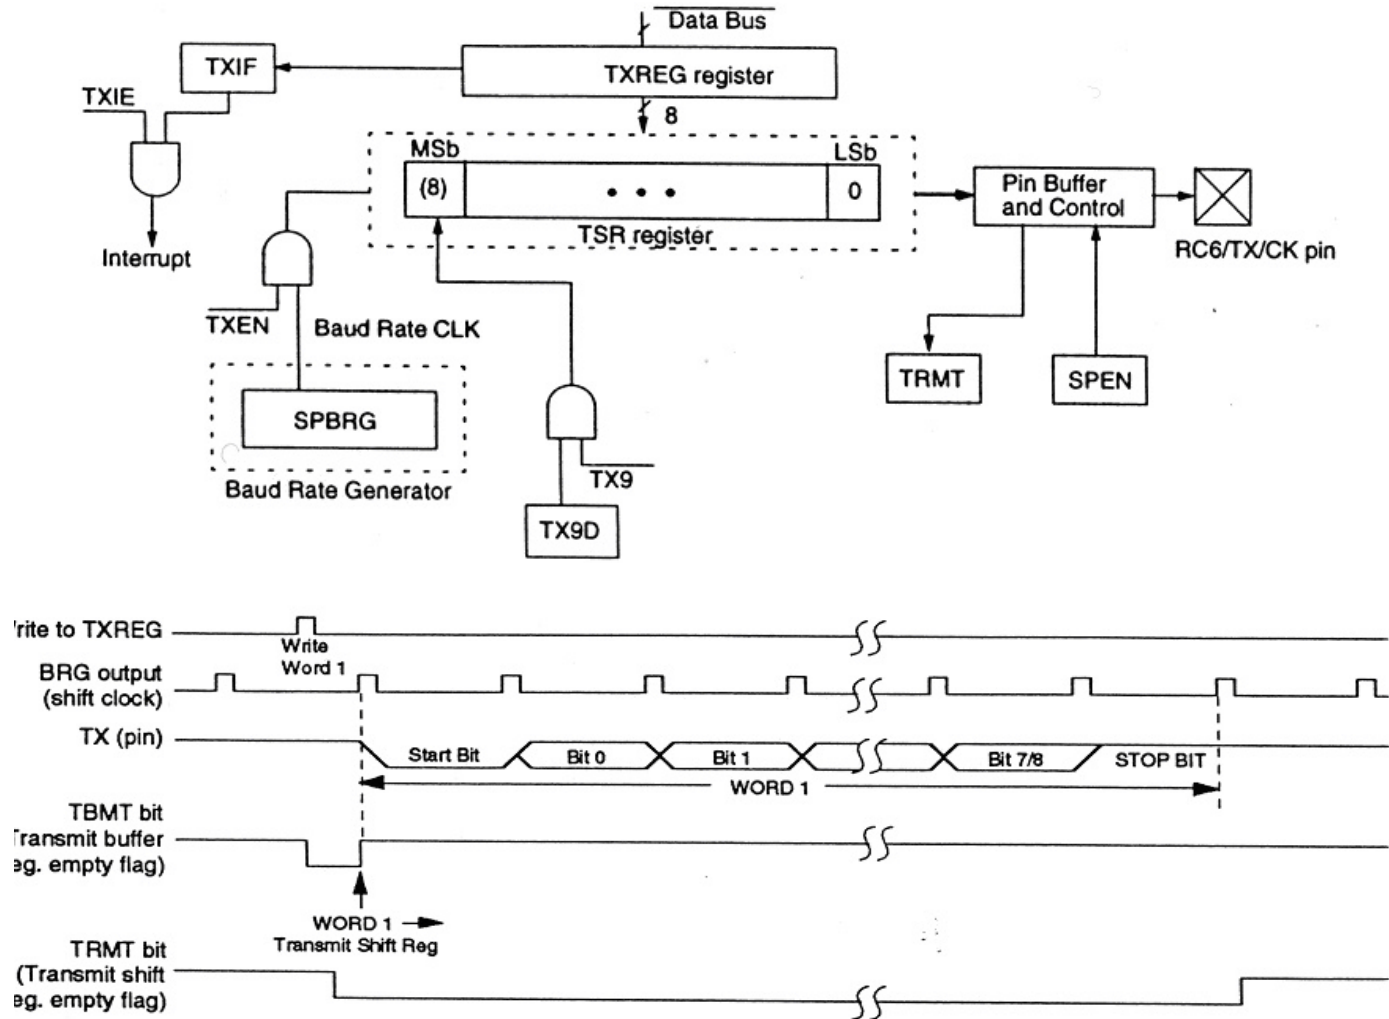 Data Bus
TXIF
TXREG register
TXIE
8
MSb
LSb
(8)
• • •
0
Pin Buffer
and Control
TSR register
RC6/TX/CK pin
Interrupt
TXEN
Baud Rate CLK
TRMT
SPEN
SPBRG
TX9
Baud Rate Generator
TX9D
rite to TXREG
Write
Word 1
BRG output
(shift clock)
TX (pin)
Start Bit
Bit 0
Bit 1
Bit 7/8
STOP BIT
WORD 1
TBMT bit
Transmit buffer
eg. empty flag)
WORD 1
Transmit Shift Reg
TRMT bit
(Transmit shift
eg. empty flag)